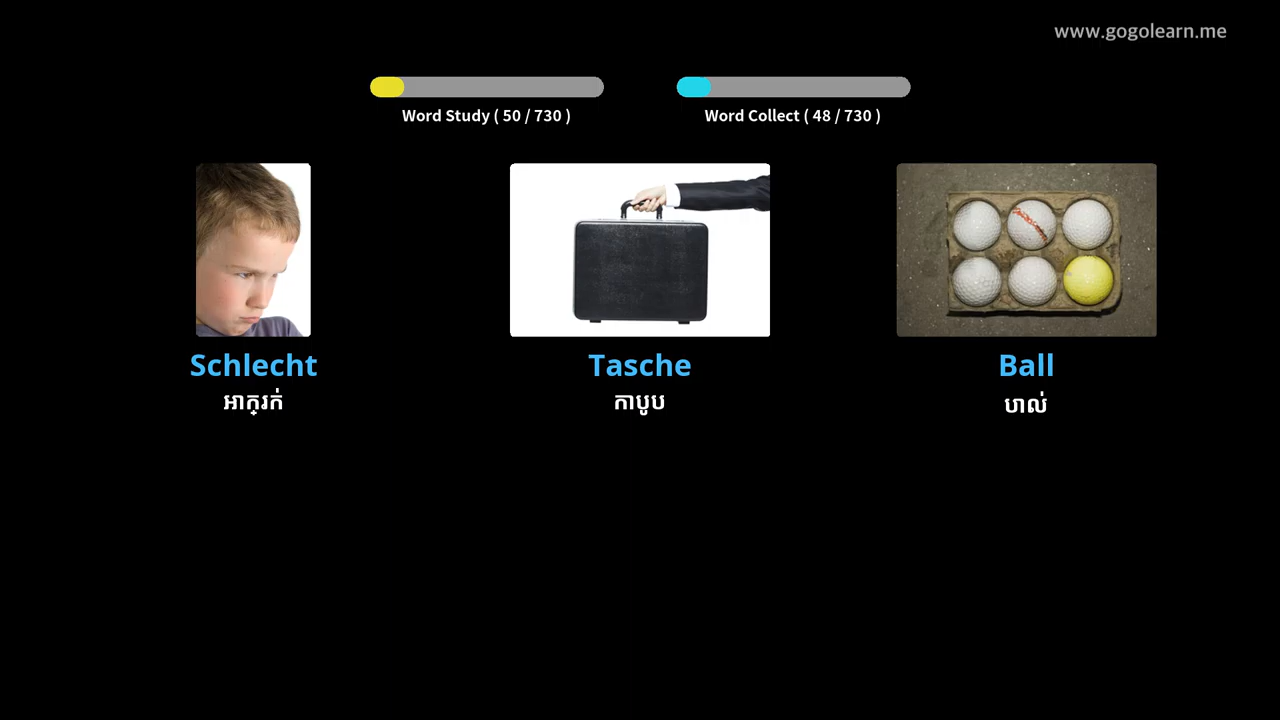 www.gogolearn.me
Word Study ( 50 / 730 )
Word Collect ( 48 / 730 )
Schlecht
Tasche
Ball
អាក្រក់
កាបូប
បាល់